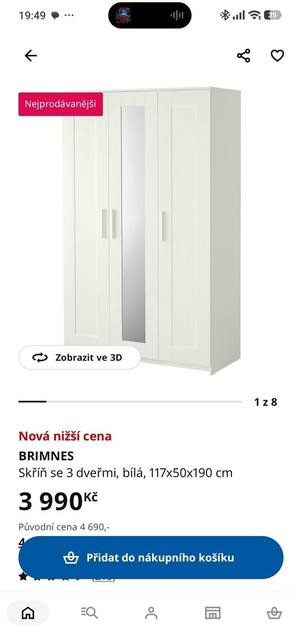 19:49
35
Nejprodávanější
Zobrazit ve 3D
1 z 8
Nová nižší cena
BRIMNES
Skříň se 3 dveřmi, bílá, 117x50x190 cm
3 990Kč
Původní cena 4 690,-
Přidat do nákupního košíku